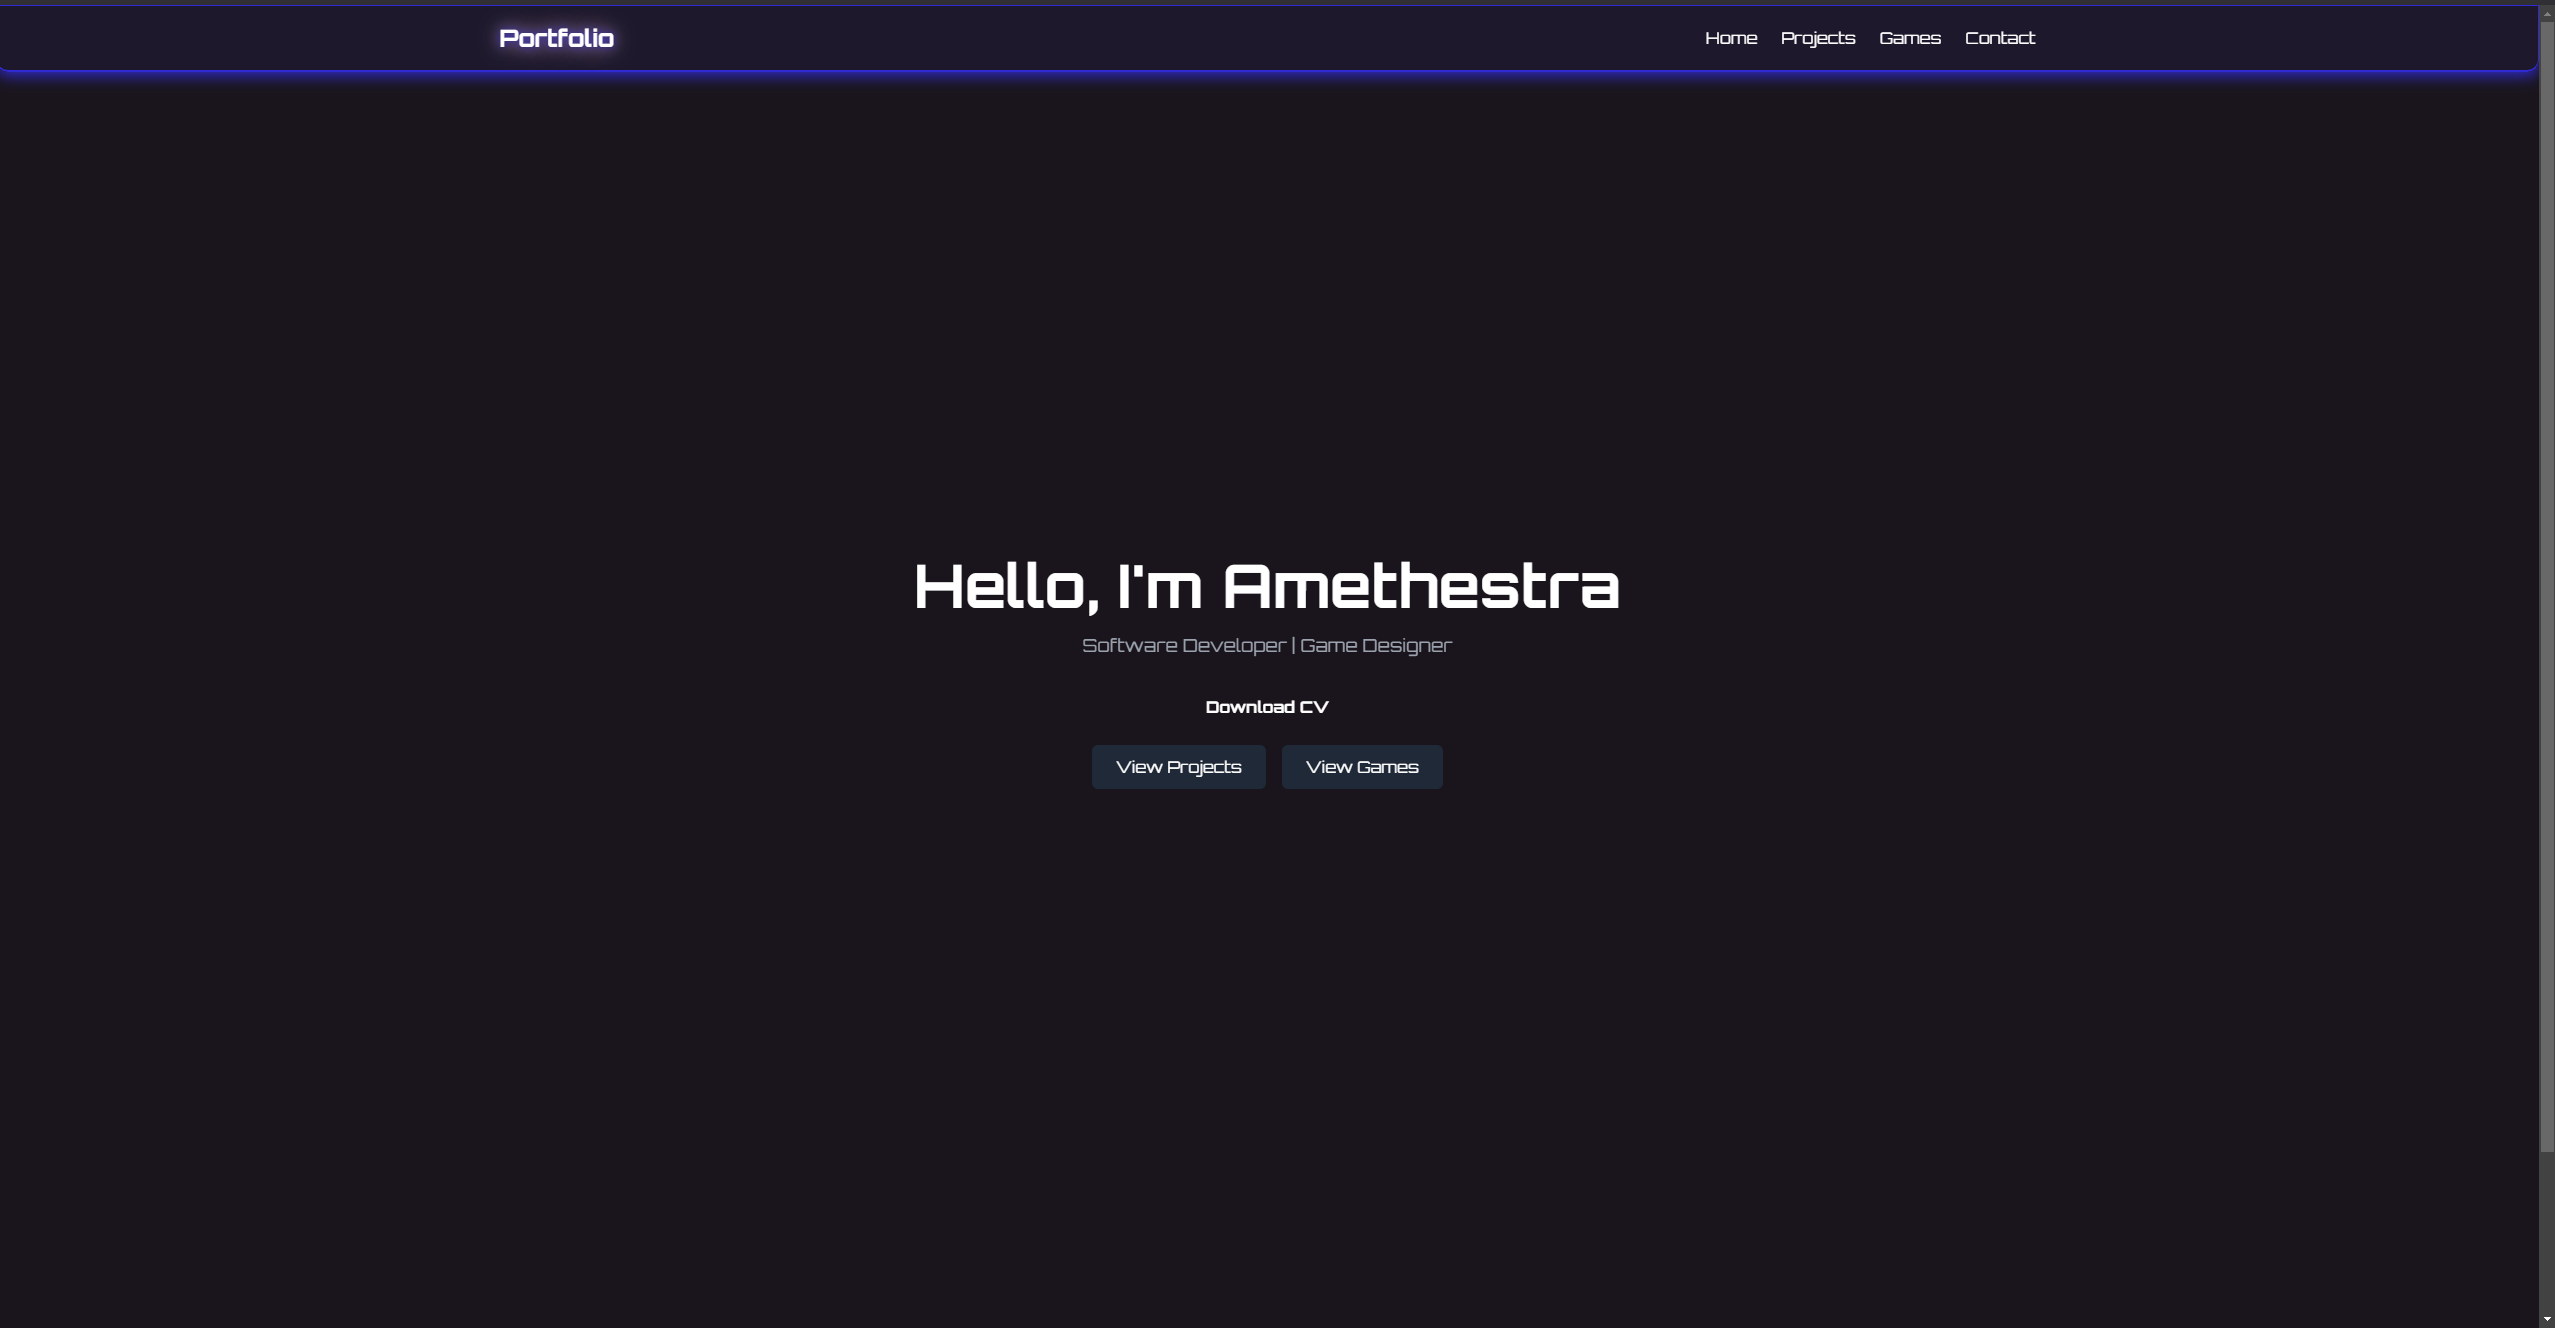 Portfolio
Home Projects Games Contact
Hello, I'm Amethestra
Software Developer | Game Designer
Download CV
View Projects View Games